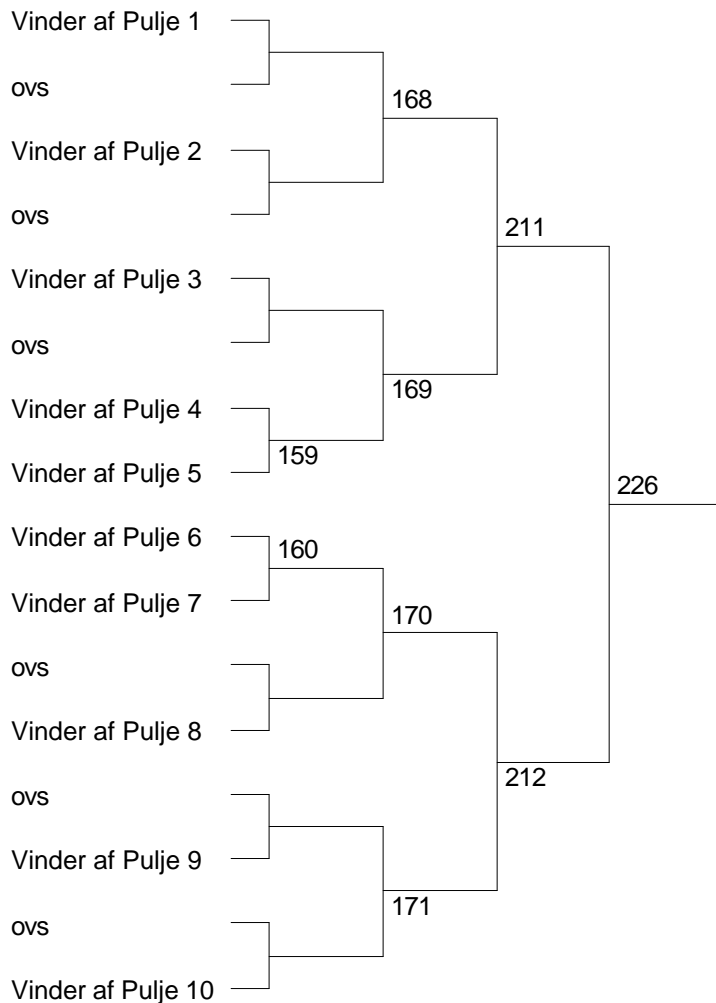 Vinder af Pulje 1
ovs
168
Vinder af Pulje 2
ovs
211
Vinder af Pulje 3
ovs
169
Vinder af Pulje 4
159
Vinder af Pulje 5
226
Vinder af Pulje 6
160
Vinder af Pulje 7
170
ovs
Vinder af Pulje 8
212
ovs
Vinder af Pulje 9
171
ovs
Vinder af Pulje 10